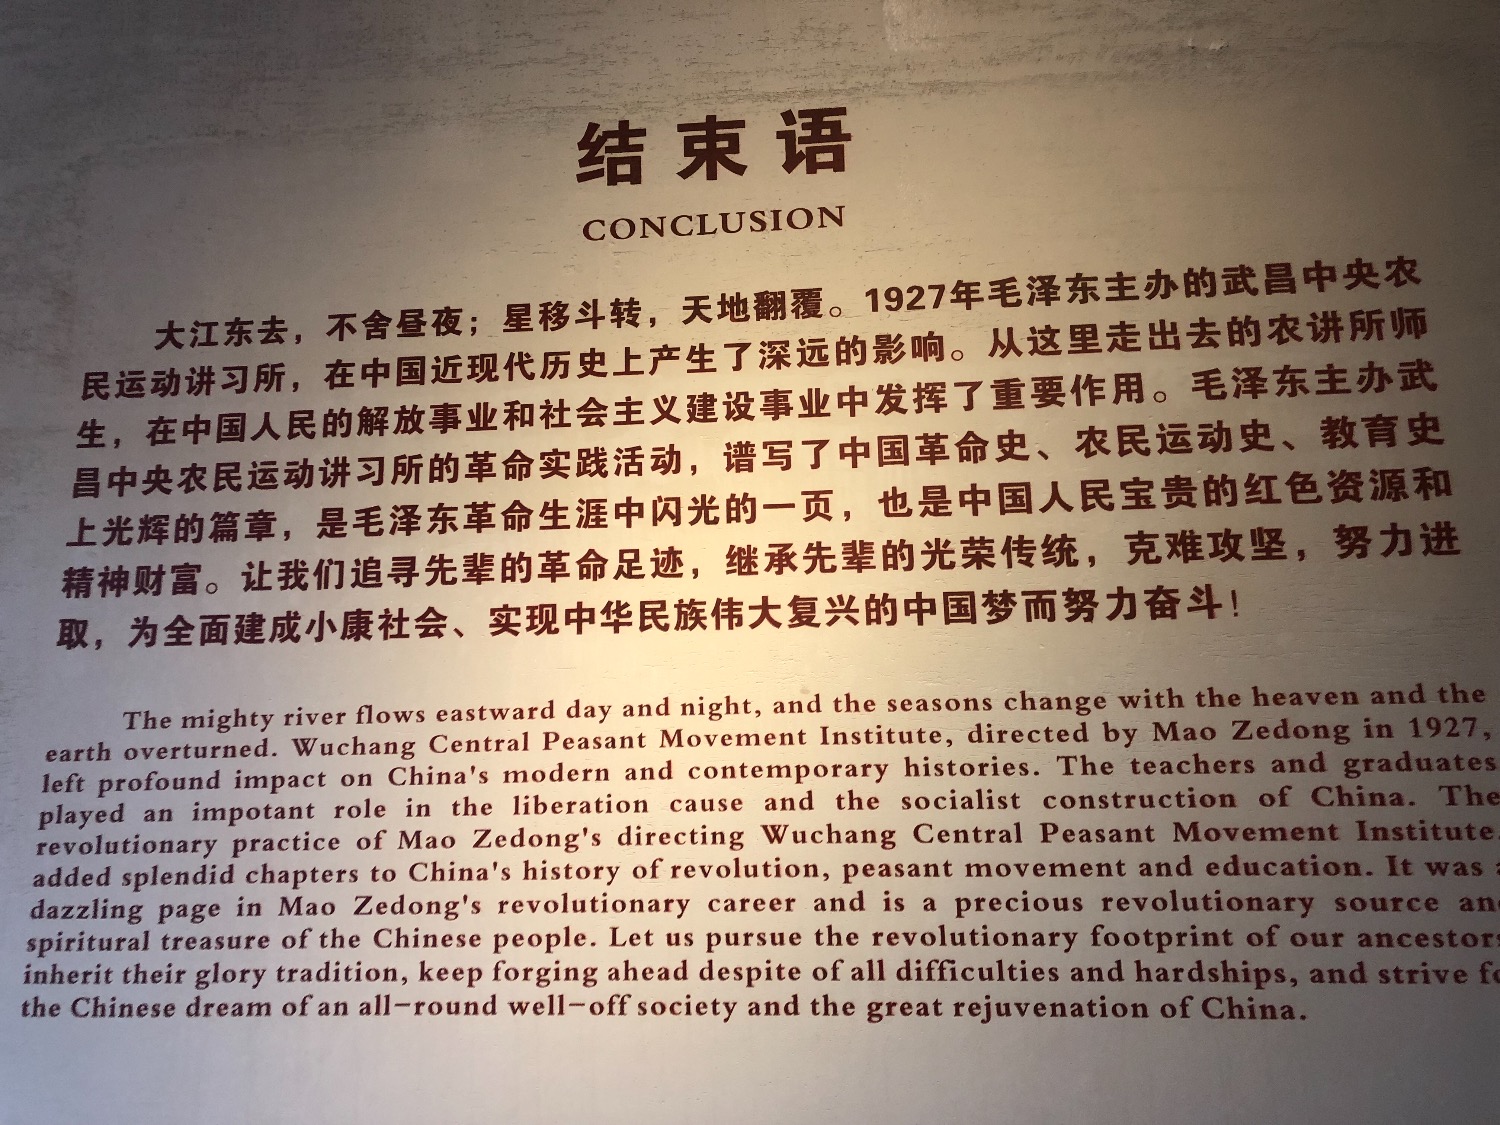 结束语
CONCLUSION
大江东去，不舍昼夜；星移斗转，天地翻覆。1927年毛泽东主办的武昌中央农
民运动讲习所，在中国近现代历史上产生了深远的影响。从这里走出去的农讲所师
生，在中国人民的解放事业和社会主义建设事业中发挥了重要作用。毛泽东主办武
昌中央农民运动讲习所的革命实践活动，谱写了中国革命史、农民运动史、教育史
上光辉的篇章，是毛泽东革命生涯中闪光的一页，也是中国人民宝贵的红色资源和
精神财富。让我们追寻先辈的革命足迹，继承先辈的光荣传统，克难攻坚，努力进
取，为全面建成小康社会、实现中华民族伟大复兴的中国梦而努力奋斗！
The mighty river flows eastward day and night, and the seasons change with the heaven and the
earth overturned. Wuchang Central Peasant Movement Institute, directed by Mao Zedong in 1927,
left profound impact on China's modern and contemporary histories. The teachers and graduates
played an impotant role in the liberation cause and the socialist construction of China. The
revolutionary practice of Mao Zedong's directing Wuchang Central Peasant Movement Institute,
added splendid chapters to China's history of revolution, peasant movement and education. It was
dazzling page in Mao Zedong's revolutionary career and is a precious revolutionary source an
spiritural treasure of the Chinese people. Let us pursue the revolutionary footprint of our ancestors
inherit their glory tradition, keep forging ahead despite of all difficulties and hardships, and strive fo
the Chinese dream of an all-round well-off society and the great rejuvenation of China.